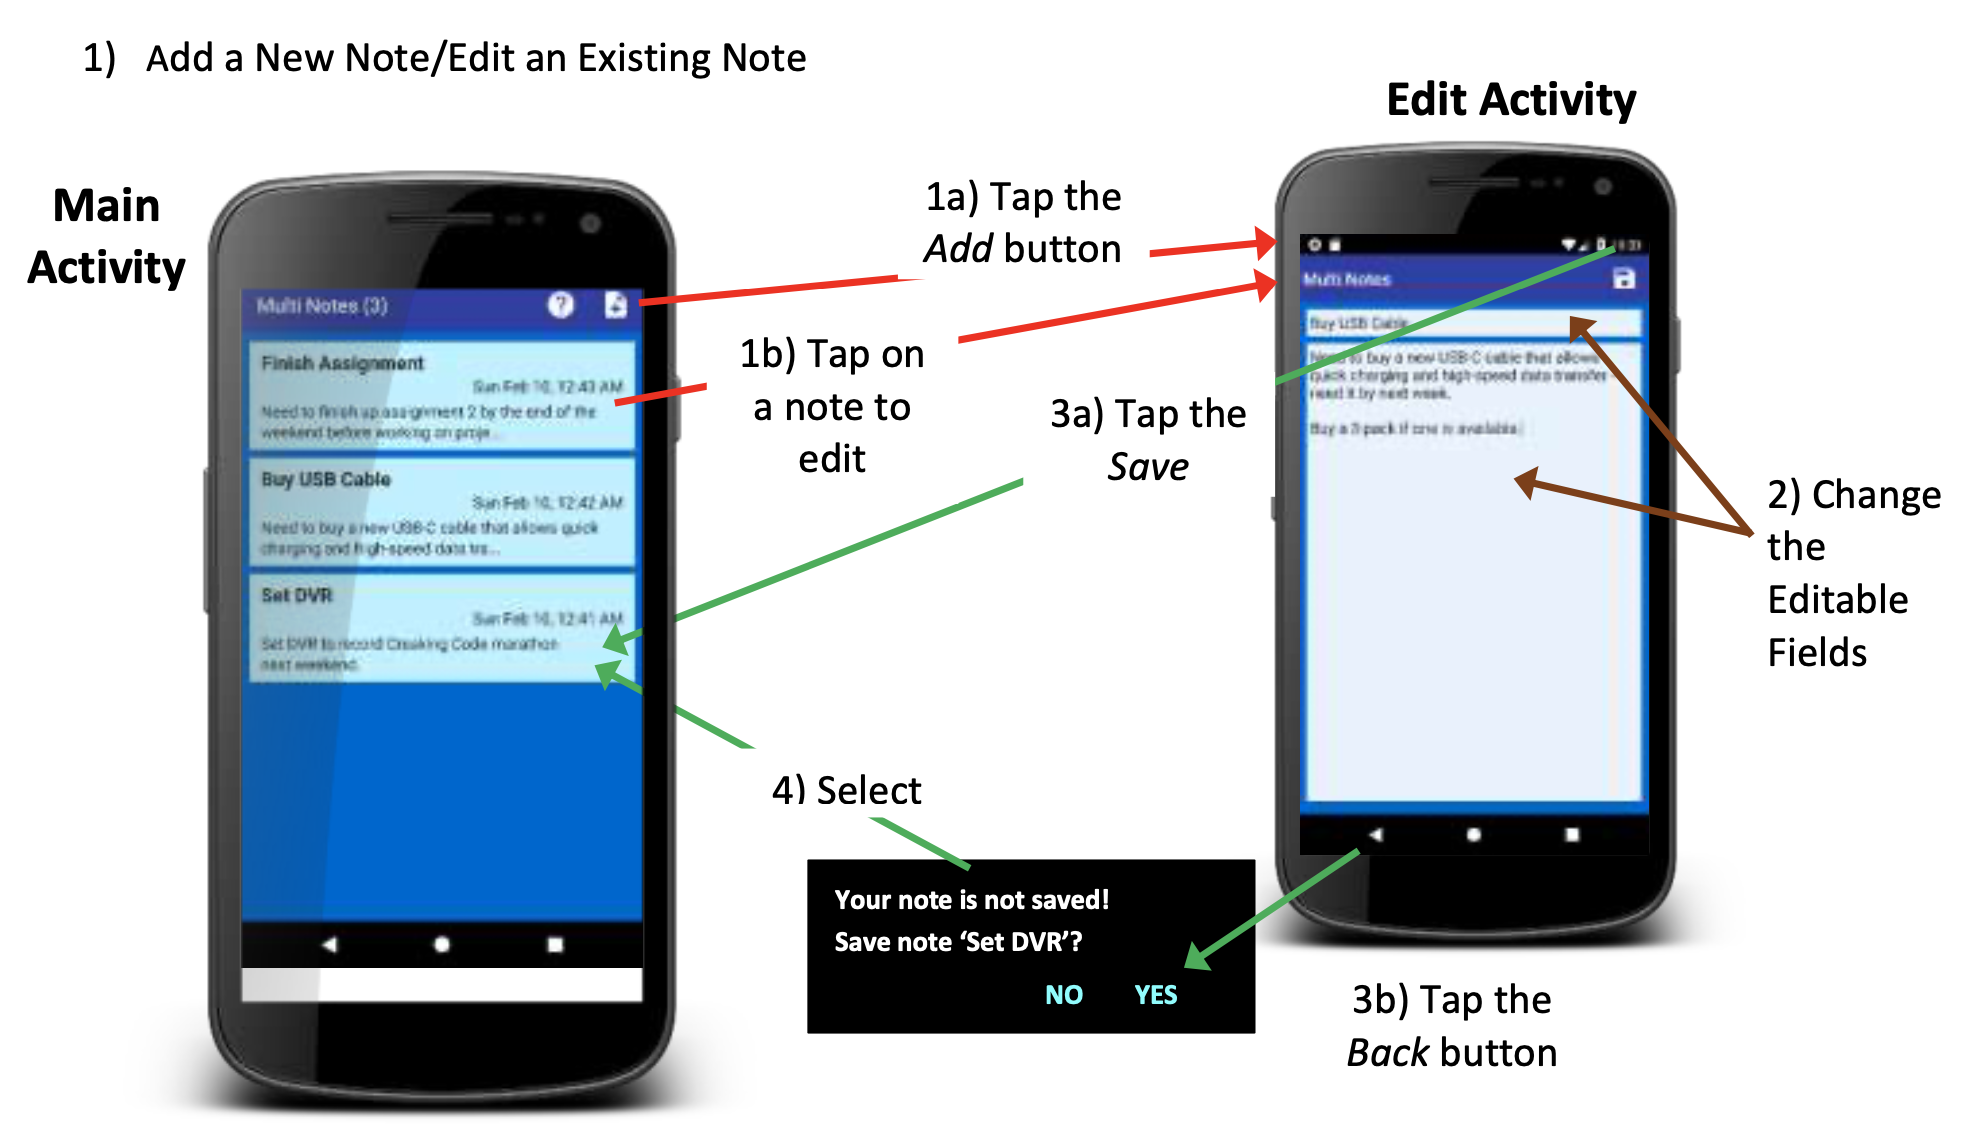 1) Add a New Note/Edit an Existing Note
Edit Activity
Main
Activity
1a) Tap the
Add button
1b) Tap on
a note to
edit
3a) Tap the
Save
2) Change
the
Editable
Fields
4) Select
3b) Tap the
Back button
Multi Notes (3)
?
Finish Assignment
Sun Feb 10, 12:43 AM
Need to finish up assignment 2 by the end of the
weekend before working on proje...
Buy USB Cable
Sun Feb 10, 12:42 AM
Need to buy a new USB-C cable that allows quick
charging and high-speed data tra...
Set DVR
Sun Feb 10, 12:41 AM
Set DVR to record Creaking Code marathon
next weekend.
Your note is not saved!
Save note ‘Set DVR’?
NO YES
Multi Notes
Buy USB Cable
Need to buy a new USB-C cable that allows
quick charging and high-speed data transfer -
need it by next week.
Buy a 3-pack if one is available.